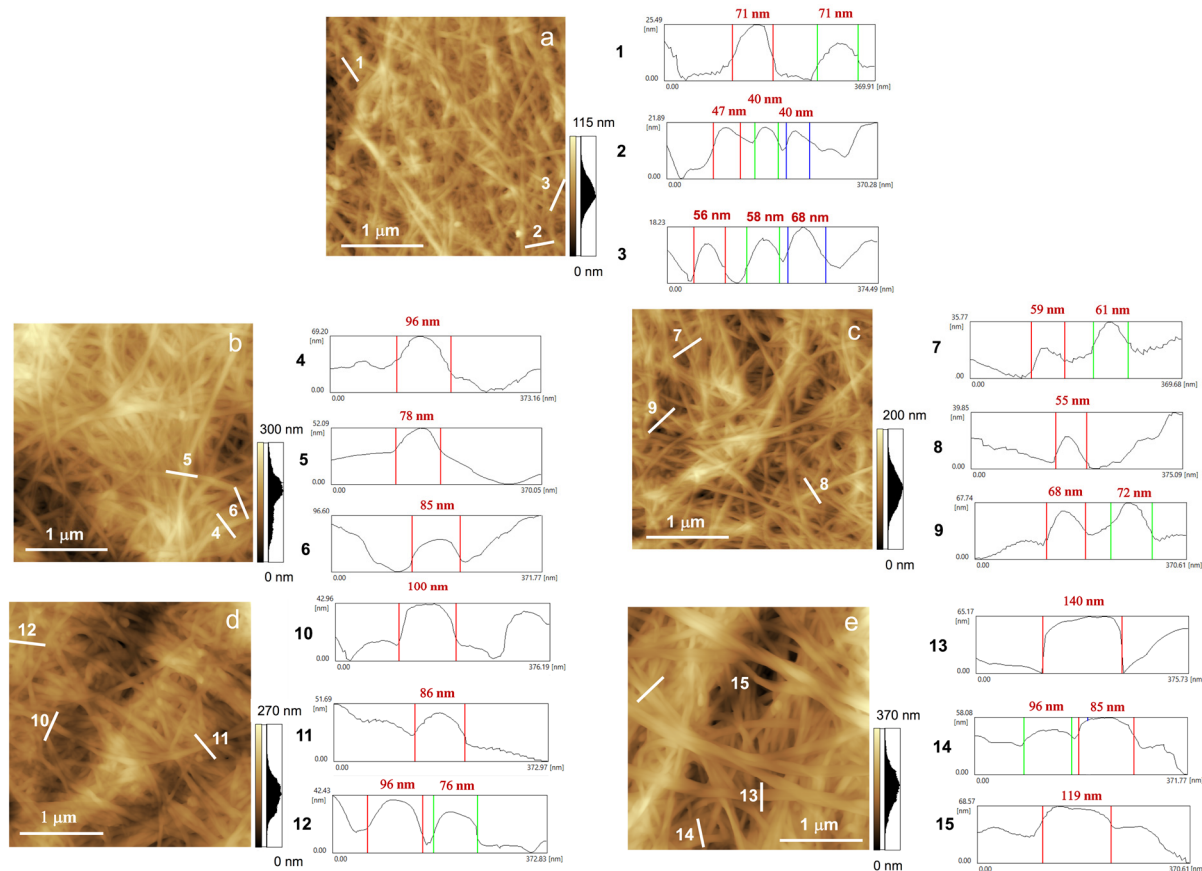 a
1
3
2
1 μm
115 nm
0 nm
1
25.49
[nm]
0.00
71 nm
71 nm
0.00
369.91 [nm]
2
21.89
[nm]
0.00
47 nm
40 nm
40 nm
0.00
370.28 [nm]
3
18.23
[nm]
0.00
56 nm
58 nm
68 nm
0.00
374.49 [nm]
b
5
6
4
1 μm
300 nm
0 nm
4
69.20
[nm]
0.00
96 nm
0.00
373.16 [nm]
5
52.09
[nm]
0.00
78 nm
0.00
370.05 [nm]
6
96.60
[nm]
0.00
85 nm
0.00
371.77 [nm]
c
7
9
8
1 μm
200 nm
0 nm
7
35.77
[nm]
.00
59 nm
61 nm
0.00
369.68 [nm]
8
39.85
[nm]
0.00
55 nm
0.00
375.09 [nm]
9
67.74
[nm]
0.00
68 nm
72 nm
0.00
370.61 [nm]
d
12
10
11
1 μm
270 nm
0 nm
10
42.96
[nm]
0.00
100 nm
0.00
376.19 [nm]
11
51.69
[nm]
0.00
86 nm
0.00
372.97 [nm]
12
42.43
[nm]
0.00
96 nm
76 nm
0.00
372.83 [nm]
e
15
13
14
1 μm
370 nm
0 nm
13
65.17
[nm]
0.00
140 nm
0.00
375.73 [nm]
14
58.08
[nm]
0.00
96 nm
85 nm
0.00
371.77 [nm]
15
68.57
[nm]
0.00
119 nm
0.00
370.61 [nm]